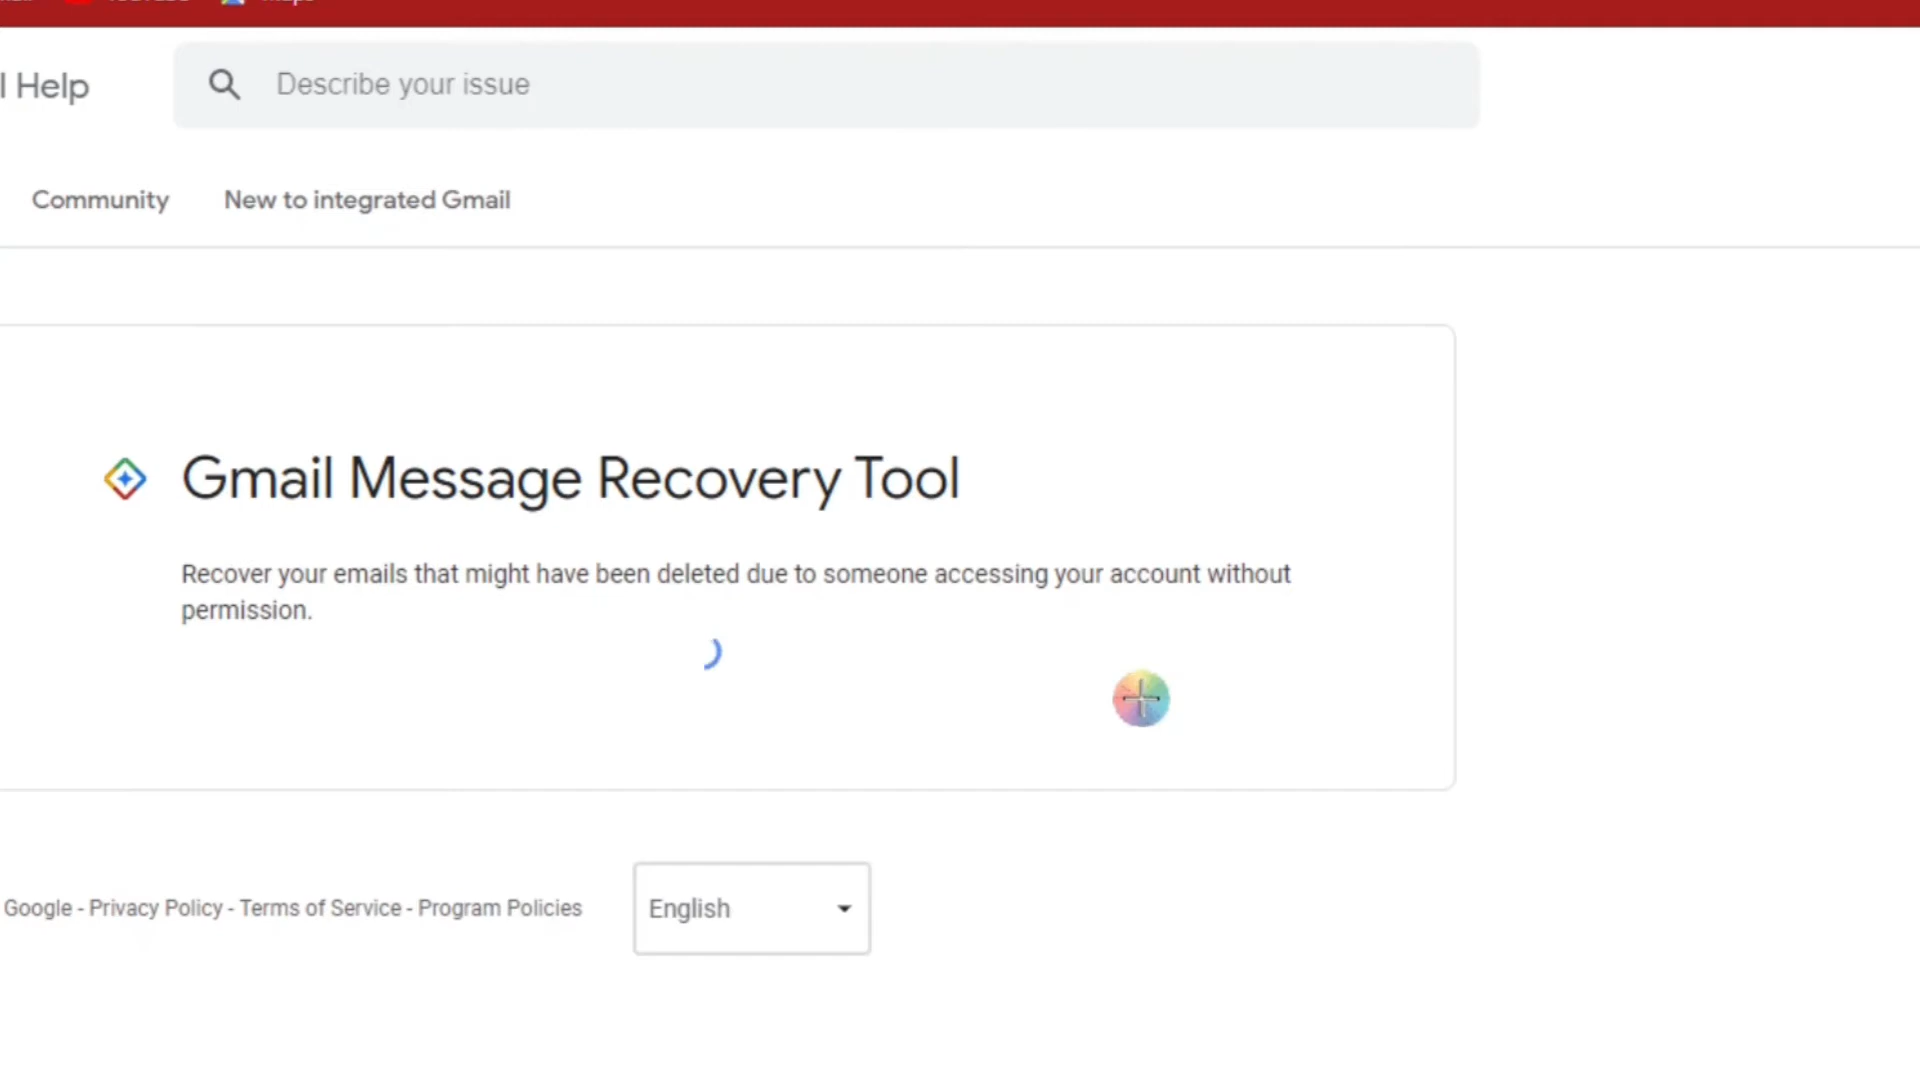 l Help
Describe your issue
Community
New to integrated Gmail
Gmail Message Recovery Tool
Recover your emails that might have been deleted due to someone accessing your account without
permission.
Google - Privacy Policy - Terms of Service - Program Policies
English